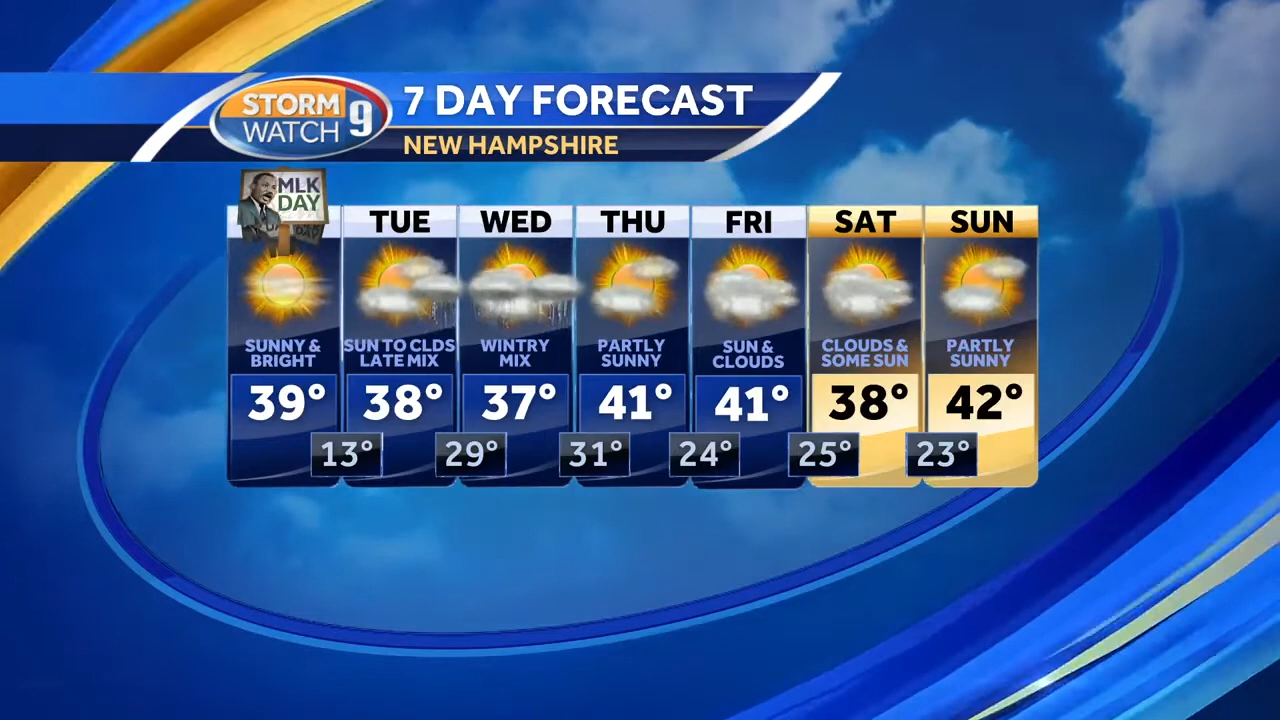 STORM
WATCH 9
7 DAY FORECAST
NEW HAMPSHIRE
MLK
DAY
TUE
WED
THU
FRI
SAT
SUN
SUNNY &
BRIGHT
SUN TO CLDS
LATE MIX
WINTRY
MIX
PARTLY
SUNNY
SUN &
CLOUDS
CLOUDS &
SOME SUN
PARTLY
SUNNY
39° 38° 37° 41° 41° 38° 42°
13° 29° 31° 24° 25° 23°